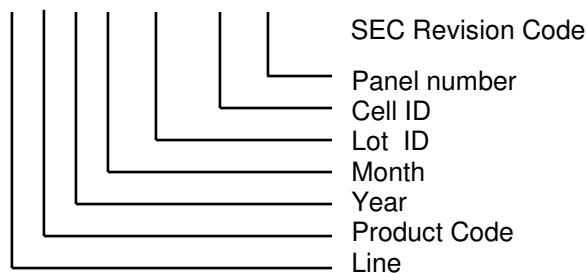 SEC Revision Code
Panel number
Cell ID
Lot ID
Month
Year
Product Code
Line